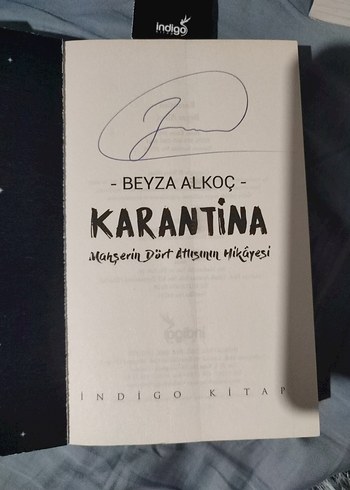 indigo
- BEYZA ALKOÇ -
KARANTİNA
Mahşerin Dört Atlısının Hikâyesi
İNDİGO KİTAP